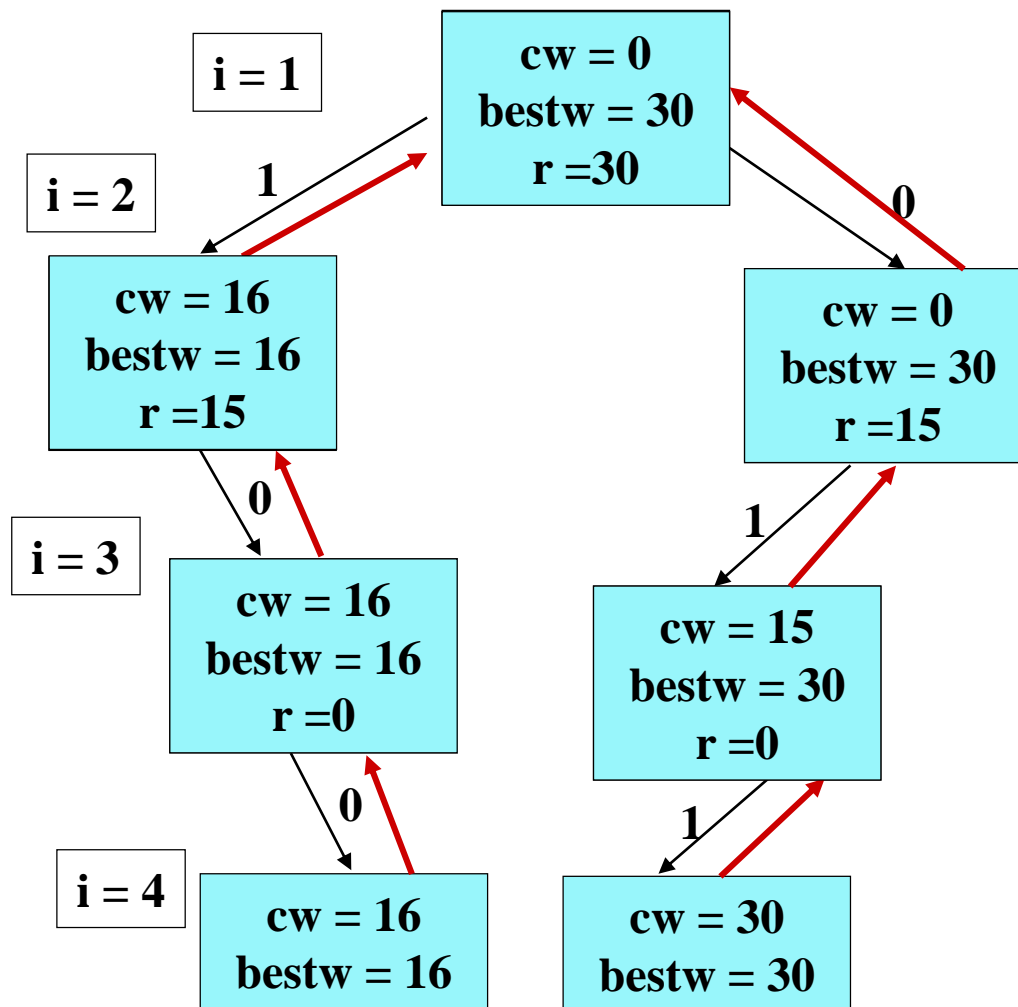 i = 1
cw = 0
bestw = 30
r =30
1
0
i = 2
cw = 16
bestw = 16
r =15
cw = 0
bestw = 30
r =15
0
1
i = 3
cw = 16
bestw = 16
r =0
cw = 15
bestw = 30
r =0
0
1
i = 4
cw = 16
bestw = 16
cw = 30
bestw = 30